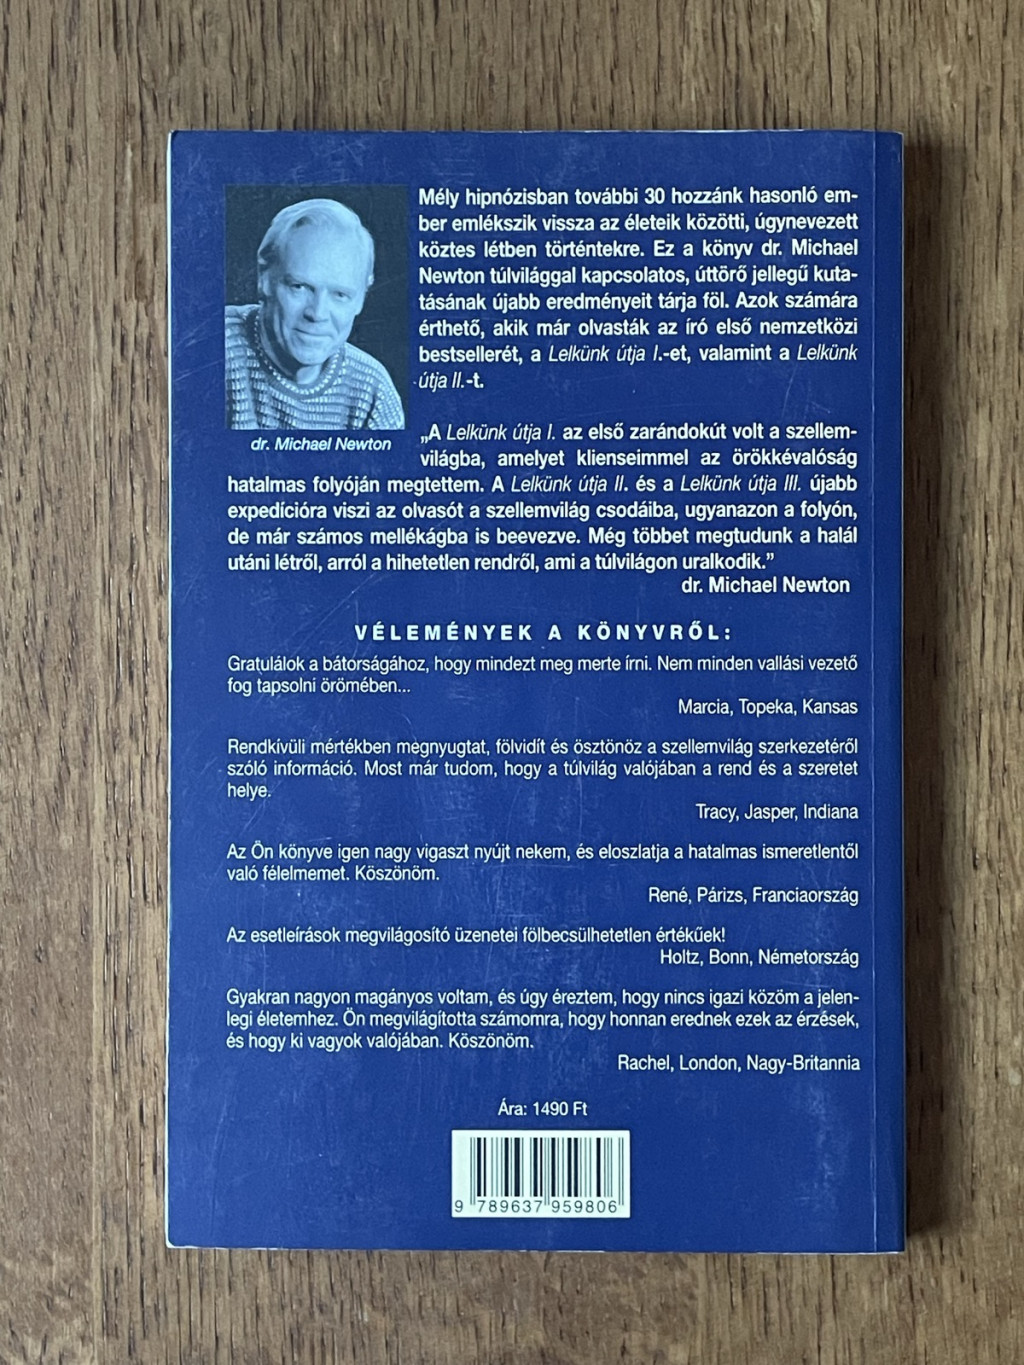 Mély hipnózisban további 30 hozzánk hasonló em-
ber emlékszik vissza az életeik közötti, úgynevezett
köztes létben történtekre. Ez a könyv dr. Michael
Newton túlvilággal kapcsolatos, úttörő jellegű kuta-
tásának újabb eredményeit tárja föl. Azok számára
érthető, akik már olvasták az író első nemzetközi
bestsellerét, a Lelkünk útja I.-et, valamint a Lelkünk
útja II.-t.
dr. Michael Newton
„A Lelkünk útja I. az első zarándokút volt a szellem-
világba, amelyet klienseimmel az örökkévalóság
hatalmas folyóján megtettem. A Lelkünk útja II. és a Lelkünk útja III. újabb
expedícióra viszi az olvasót a szellemvilág csodáiba, ugyanazon a folyón,
de már számos mellékágba is beevezve. Még többet megtudunk a halál
utáni létről, arról a hihetetlen rendről, ami a túlvilágon uralkodik.”
dr. Michael Newton
VÉLEMÉNYEK A KÖNYVRŐL:
Gratulálok a bátorságához, hogy mindezt meg merte írni. Nem minden vallási vezető
fog tapsolni örömében...
Marcia, Topeka, Kansas
Rendkívüli mértékben megnyugtat, fölvidít és ösztönöz a szellemvilág szerkezetéről
szóló információ. Most már tudom, hogy a túlvilág valójában a rend és a szeretet
helye.
Tracy, Jasper, Indiana
Az Ön könyve igen nagy vigaszt nyújt nekem, és eloszlatja a hatalmas ismeretlentől
való félelmemet. Köszönöm.
René, Párizs, Franciaország
Az esetleírások megvilágosító üzenetei fölbecsülhetetlen értékűek!
Holtz, Bonn, Németország
Gyakran nagyon magányos voltam, és úgy éreztem, hogy nincs igazi közöm a jelen-
legi életemhez. Ön megvilágította számomra, hogy honnan erednek ezek az érzések,
és hogy ki vagyok valójában. Köszönöm.
Rachel, London, Nagy-Britannia
Ára: 1490 Ft
9 789637 959806